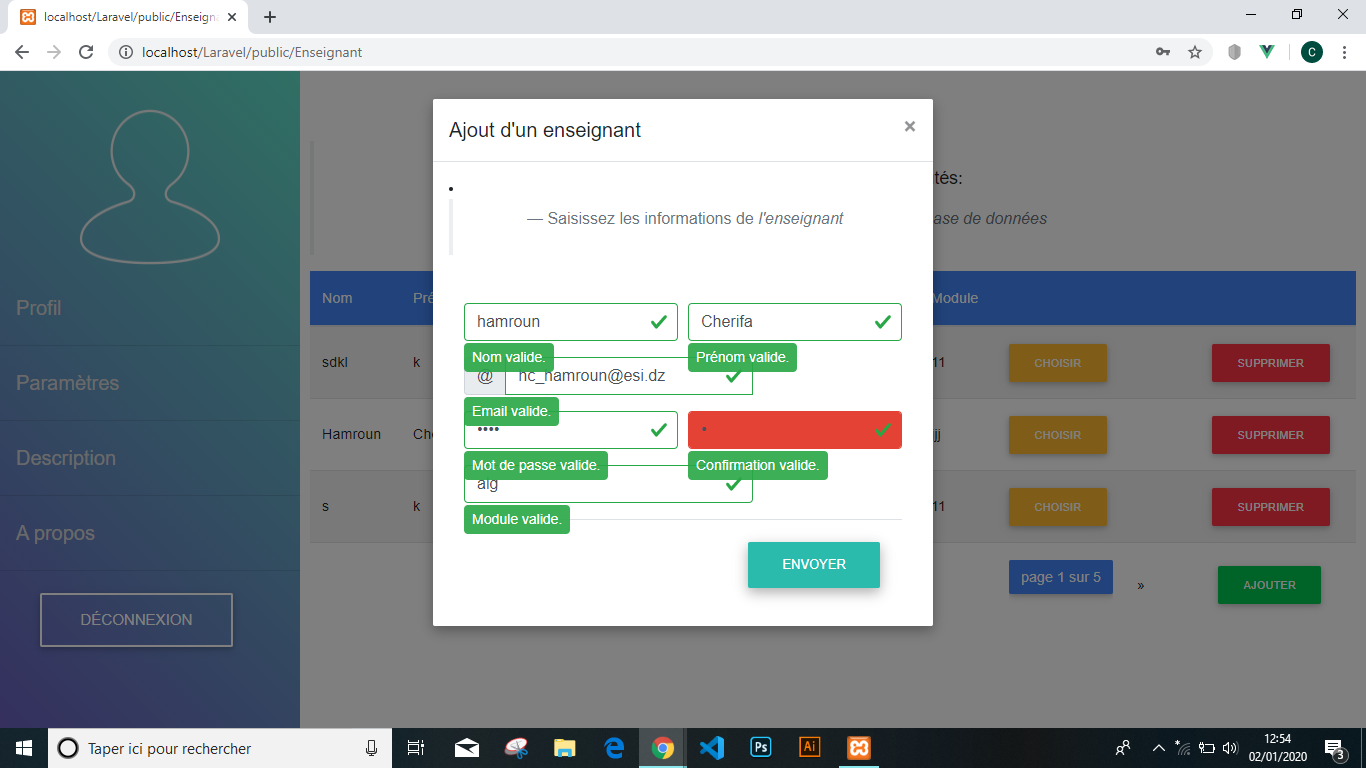 localhost/Laravel/public/Enseigna
localhost/Laravel/public/Enseignant
C
Profil
Paramètres
Description
A propos
DÉCONNEXION
Ajout d'un enseignant
×
— Saisissez les informations de l'enseignant
hamroun
Cherifa
Nom valide.
Prénom valide.
@
hc_hamroun@esi.dz
Email valide.
••••
•
Mot de passe valide.
Confirmation valide.
alg
Module valide.
ENVOYER
tés:
ase de données
Nom
Pré
Module
sdkl
k
11
CHOISIR
SUPPRIMER
Hamroun
Che
jjj
CHOISIR
SUPPRIMER
s
k
11
CHOISIR
SUPPRIMER
page 1 sur 5
»
AJOUTER
Taper ici pour rechercher
Ps
Ai
12:54
02/01/2020
3